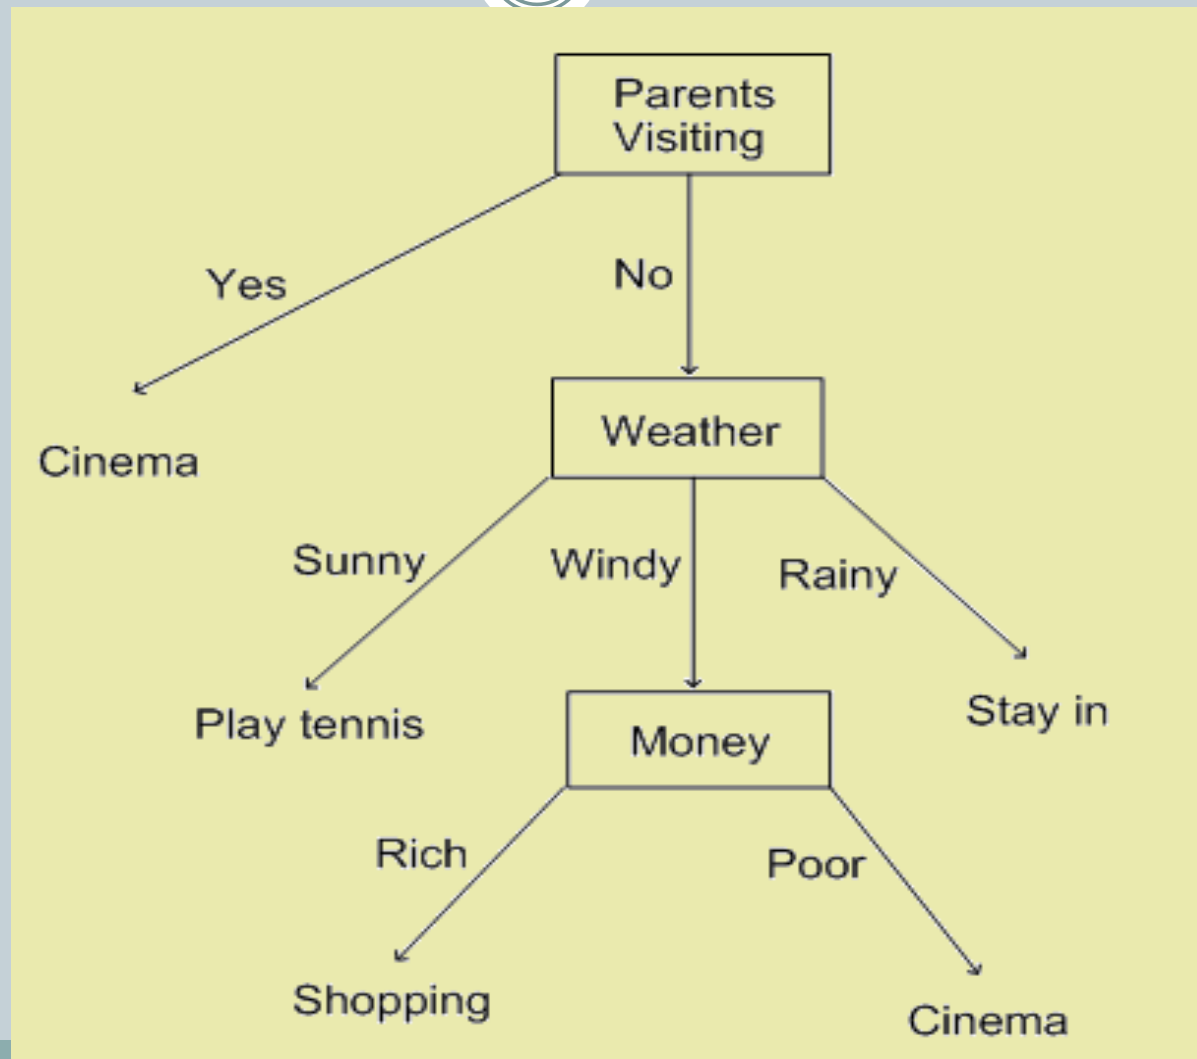 Parents
Visiting
Yes
No
Cinema
Weather
Sunny
Windy
Rainy
Play tennis
Money
Stay in
Rich
Poor
Shopping
Cinema